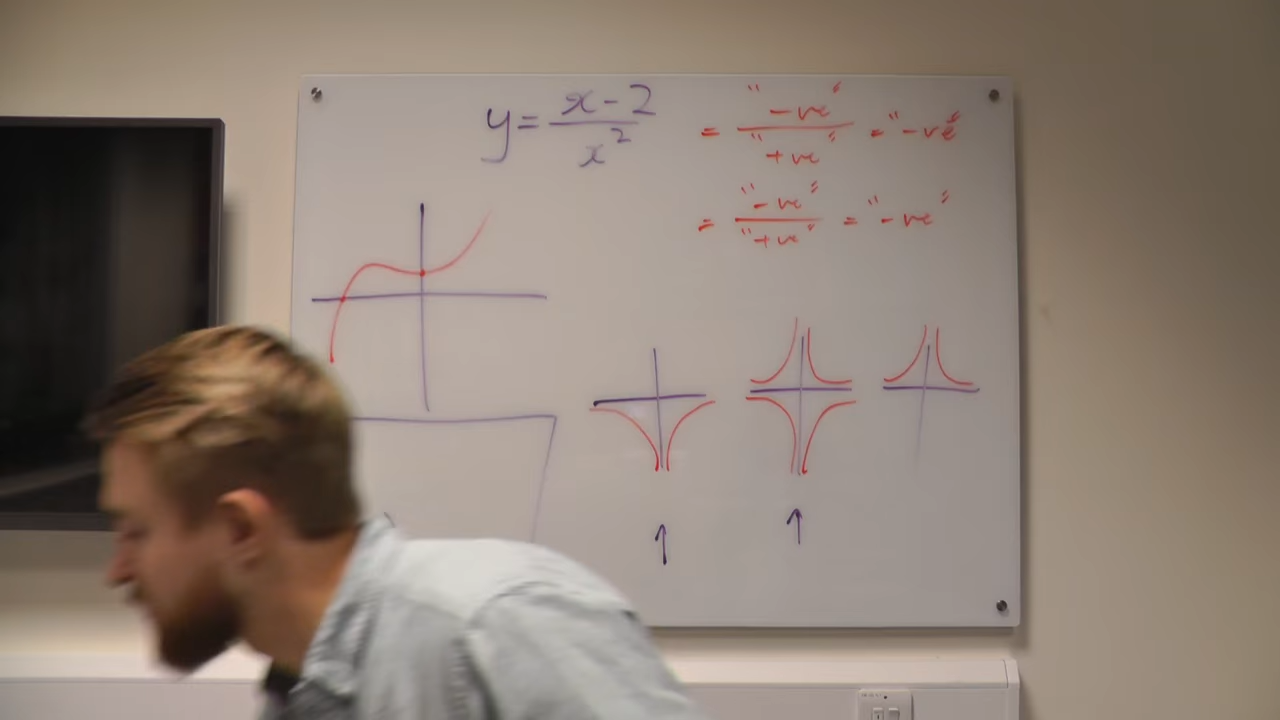 y = x - 2 / x² = "-ve" / "+ve" = "-ve"
= "-ve" / "+ve" = "-ve"